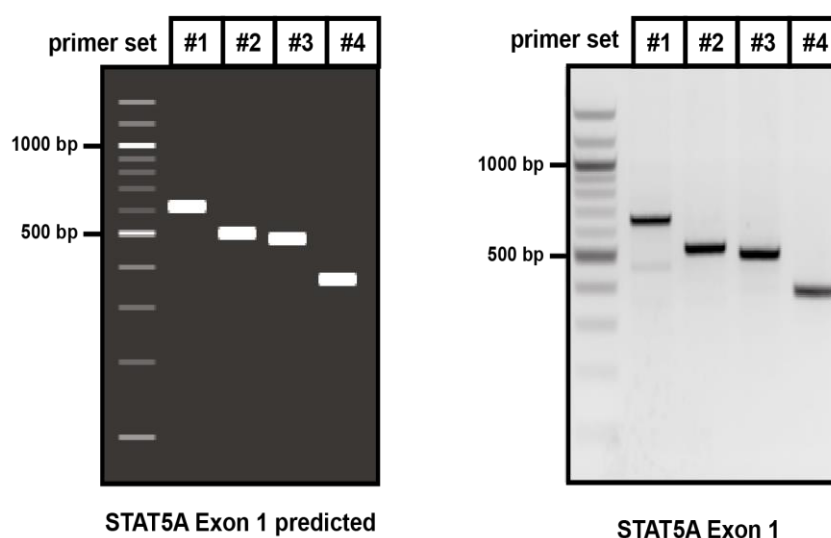 primer set #1 #2 #3 #4
1000 bp
500 bp
STAT5A Exon 1 predicted
primer set #1 #2 #3 #4
1000 bp
500 bp
STAT5A Exon 1